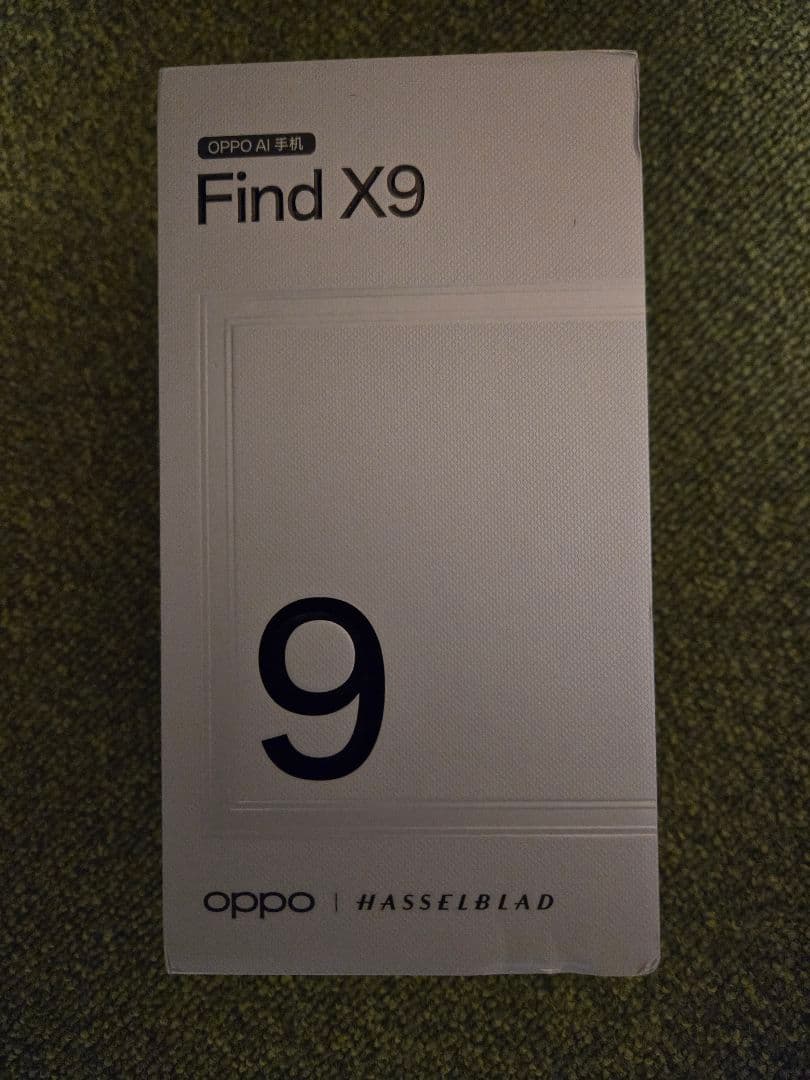 OPPO AI 手机
Find X9
9
oppo | HASSELBLAD